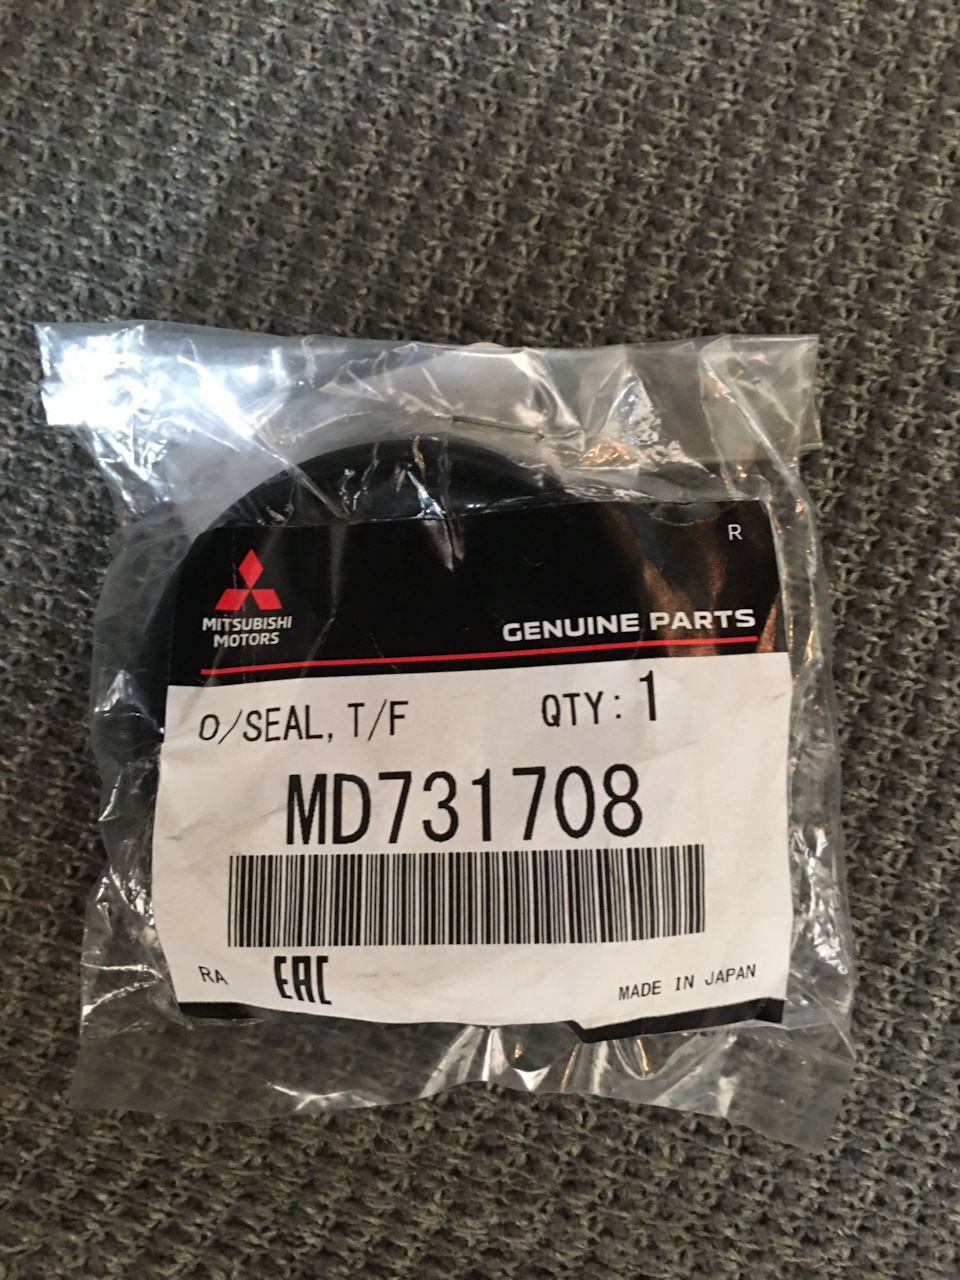 R
MITSUBISHI
MOTORS
GENUINE PARTS
O/SEAL, T/F QTY: 1
MD731708
RA EAC MADE IN JAPAN